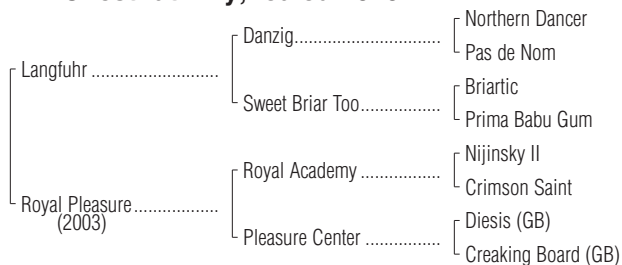 Northern Dancer
Danzig........................................
Pas de Nom
Langfuhr ..............................
Briartic
Sweet Briar Too...................
Prima Babu Gum
Nijinsky II
Royal Academy ...................
Crimson Saint
Royal Pleasure....................
(2003)
Diesis (GB)
Pleasure Center ..................
Creaking Board (GB)